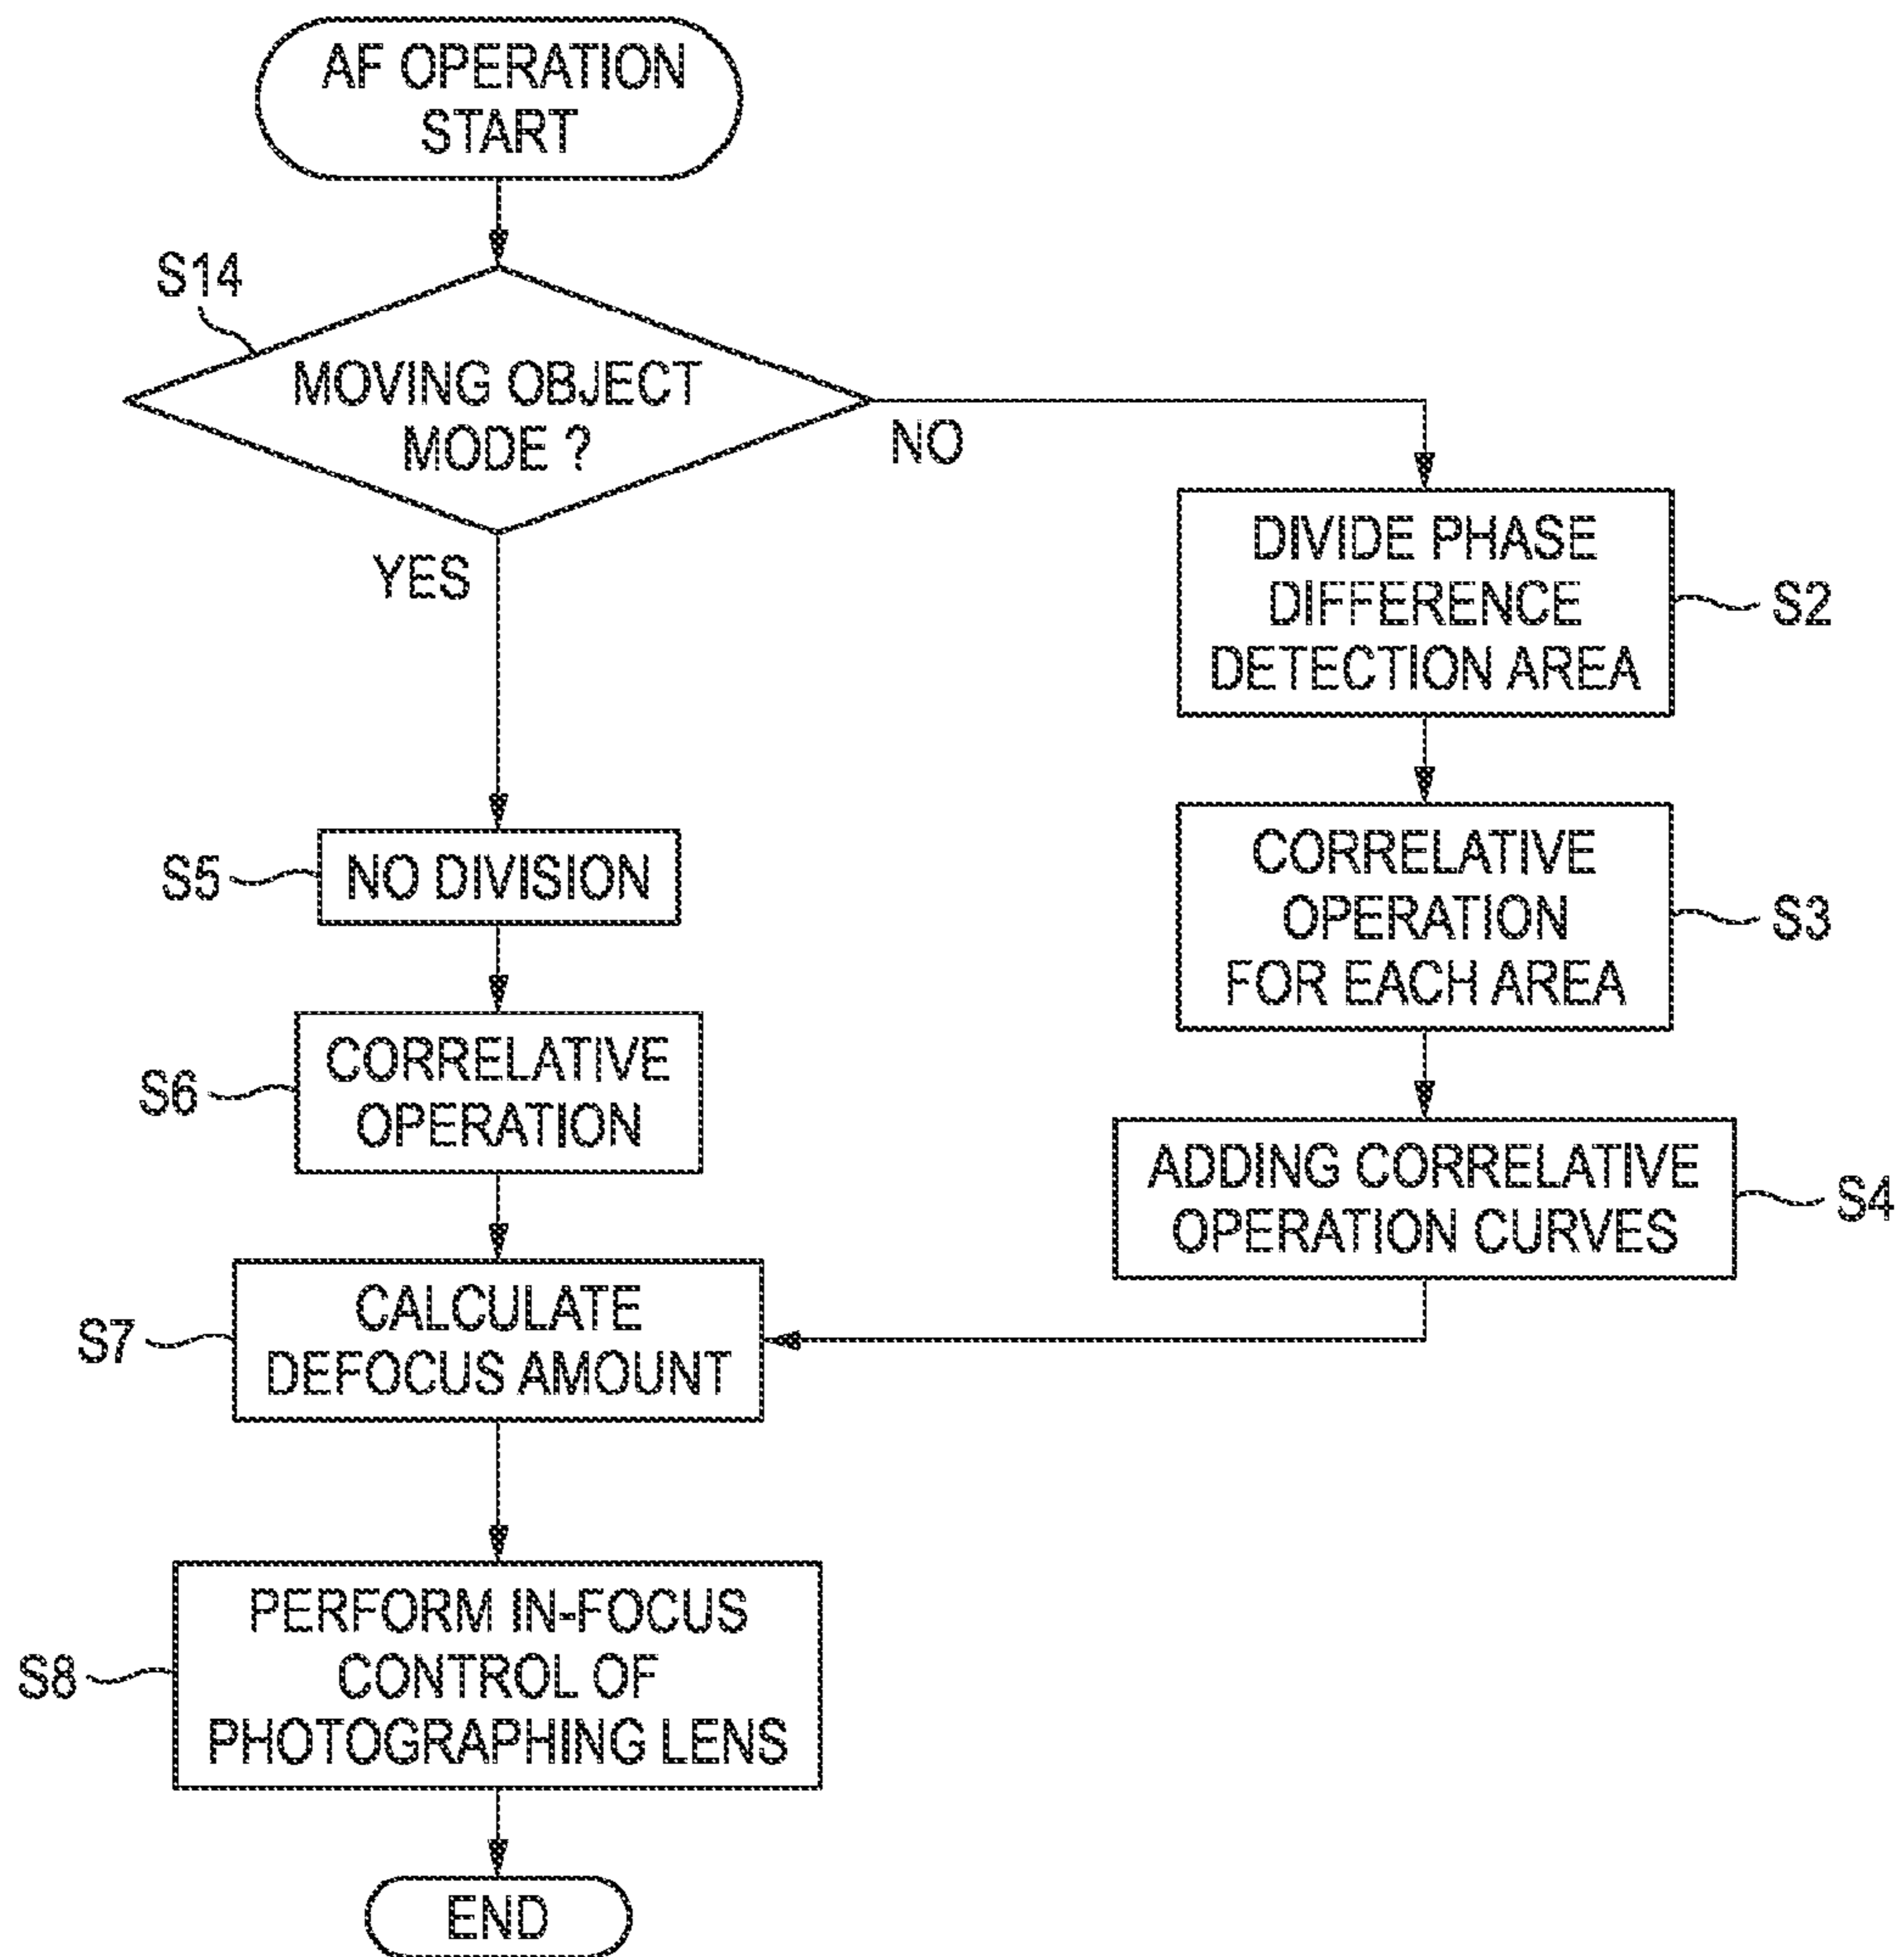 AF OPERATION
START
S14
MOVING OBJECT
MODE ?
NO
YES
DIVIDE PHASE
DIFFERENCE
DETECTION AREA
S2
CORRELATIVE
OPERATION
FOR EACH AREA
S3
ADDING CORRELATIVE
OPERATION CURVES
S4
S5
NO DIVISION
S6
CORRELATIVE
OPERATION
S7
CALCULATE
DEFOCUS AMOUNT
S8
PERFORM IN-FOCUS
CONTROL OF
PHOTOGRAPHING LENS
END